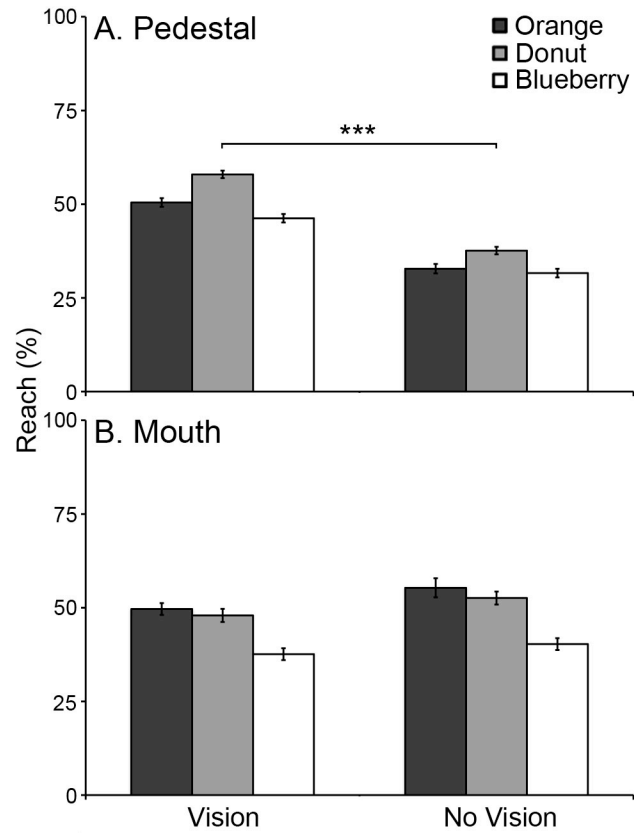 A. Pedestal
Orange
Donut
Blueberry
***
100
75
50
25
0
Reach (%)
B. Mouth
100
75
50
25
0
Vision
No Vision